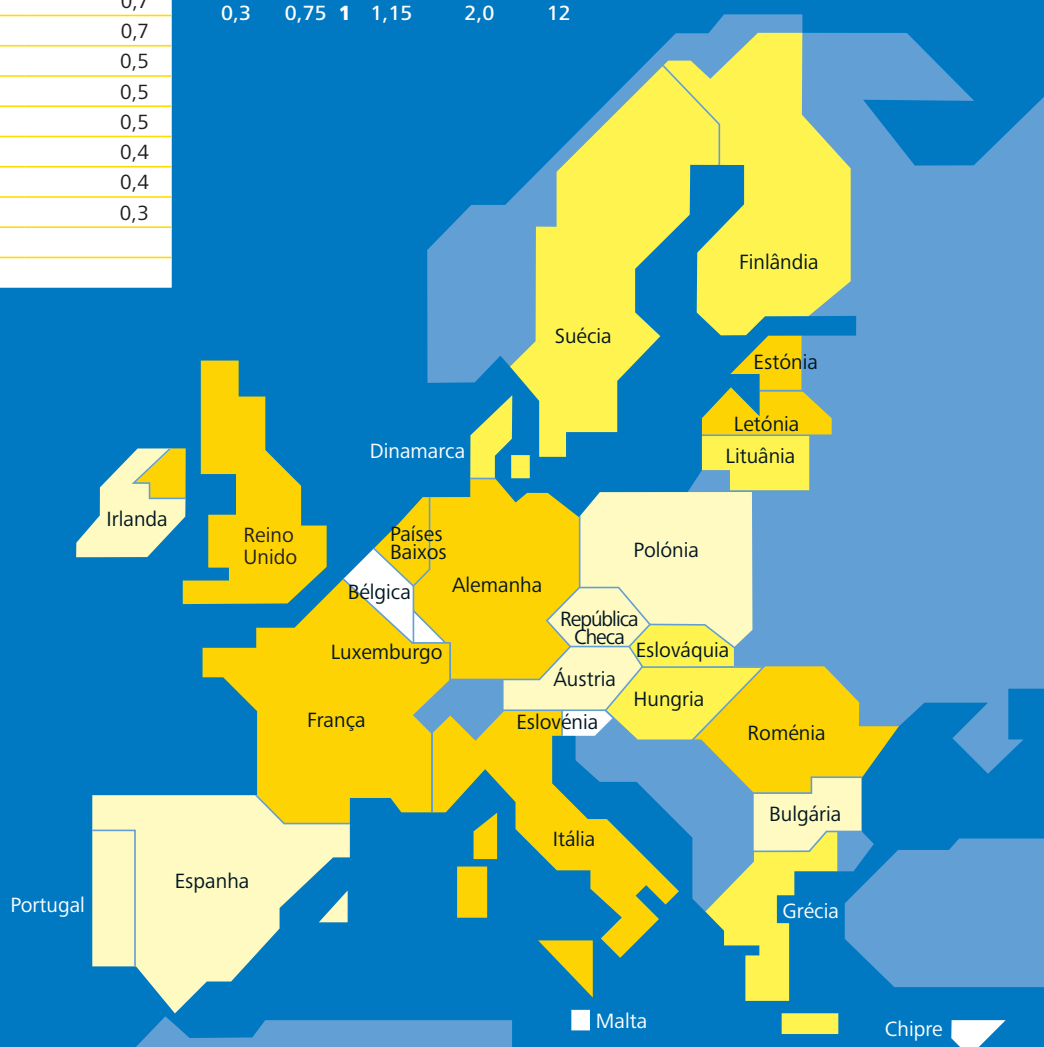 0,7
0,7
0,5
0,5
0,5
0,4
0,4
0,3
0,3 0,75 1 1,15 2,0 12
Finlândia
Suécia
Estónia
Letónia
Dinamarca
Lituânia
Irlanda
Reino
Unido
Países
Baixos
Polónia
Alemanha
Bélgica
República
Checa
Luxemburgo
Eslováquia
Áustria
Hungria
França
Eslovénia
Roménia
Bulgária
Itália
Espanha
Portugal
Grécia
Malta
Chipre